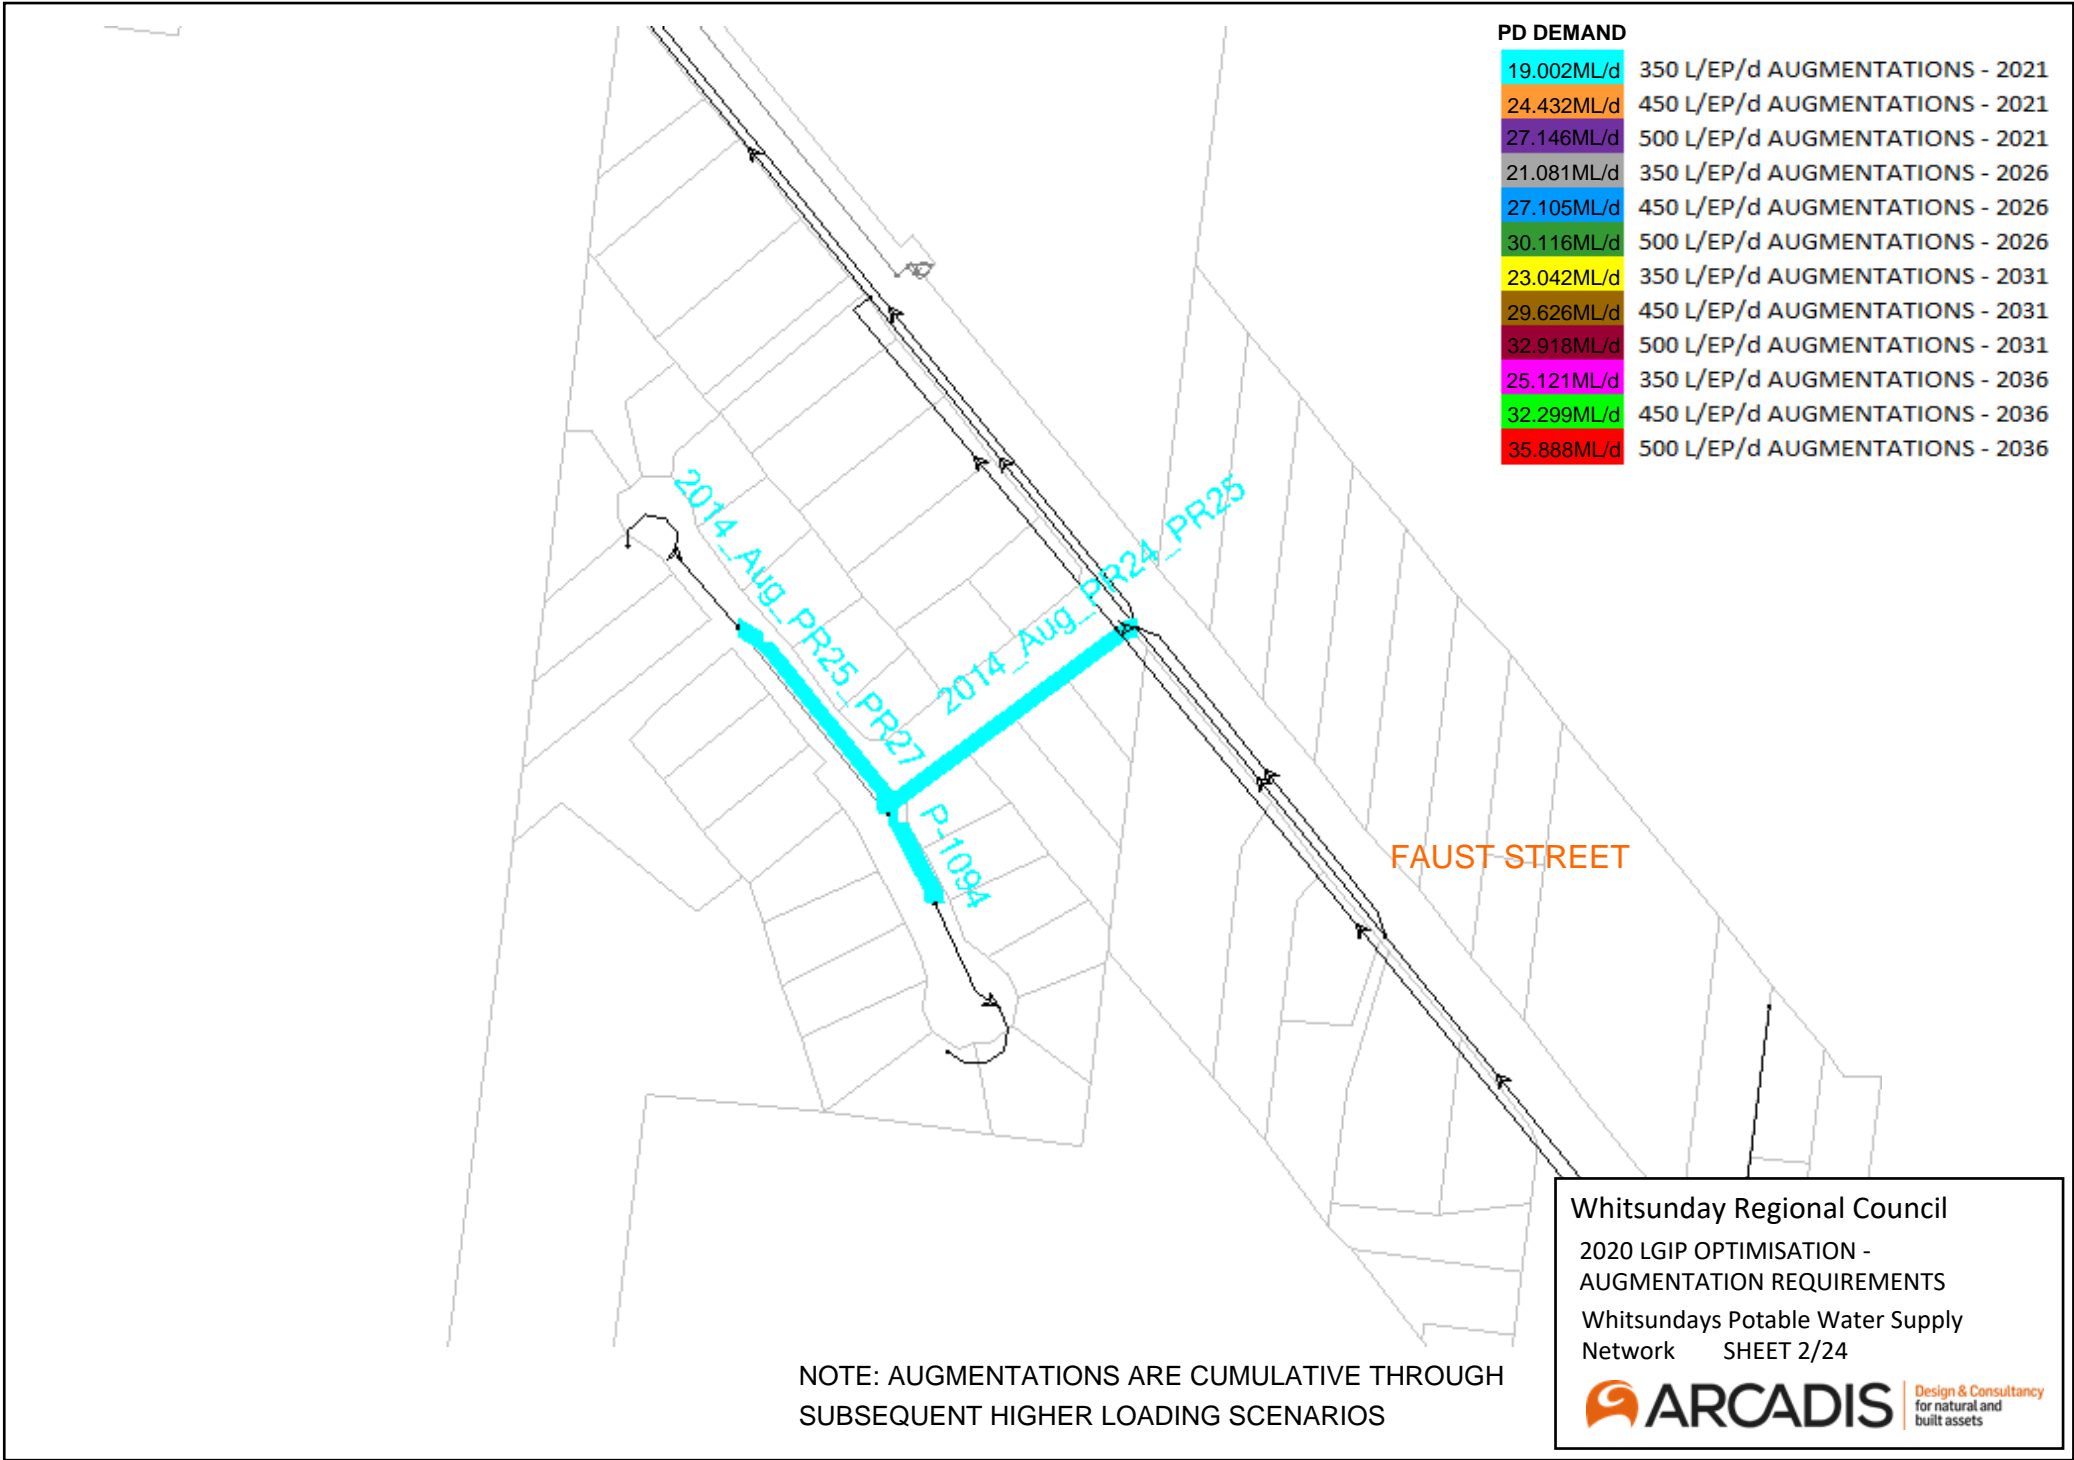 PD DEMAND
19.002ML/d 350 L/EP/d AUGMENTATIONS - 2021
24.432ML/d 450 L/EP/d AUGMENTATIONS - 2021
27.146ML/d 500 L/EP/d AUGMENTATIONS - 2021
21.081ML/d 350 L/EP/d AUGMENTATIONS - 2026
27.105ML/d 450 L/EP/d AUGMENTATIONS - 2026
30.116ML/d 500 L/EP/d AUGMENTATIONS - 2026
23.042ML/d 350 L/EP/d AUGMENTATIONS - 2031
29.626ML/d 450 L/EP/d AUGMENTATIONS - 2031
32.918ML/d 500 L/EP/d AUGMENTATIONS - 2031
25.121ML/d 350 L/EP/d AUGMENTATIONS - 2036
32.299ML/d 450 L/EP/d AUGMENTATIONS - 2036
35.888ML/d 500 L/EP/d AUGMENTATIONS - 2036
2014_Aug_PR25_PR27
2014_Aug_PR24_PR25
P-1094
FAUST STREET
NOTE: AUGMENTATIONS ARE CUMULATIVE THROUGH
SUBSEQUENT HIGHER LOADING SCENARIOS
Whitsunday Regional Council
2020 LGIP OPTIMISATION -
AUGMENTATION REQUIREMENTS
Whitsundays Potable Water Supply
Network SHEET 2/24
ARCADIS
Design & Consultancy
for natural and
built assets